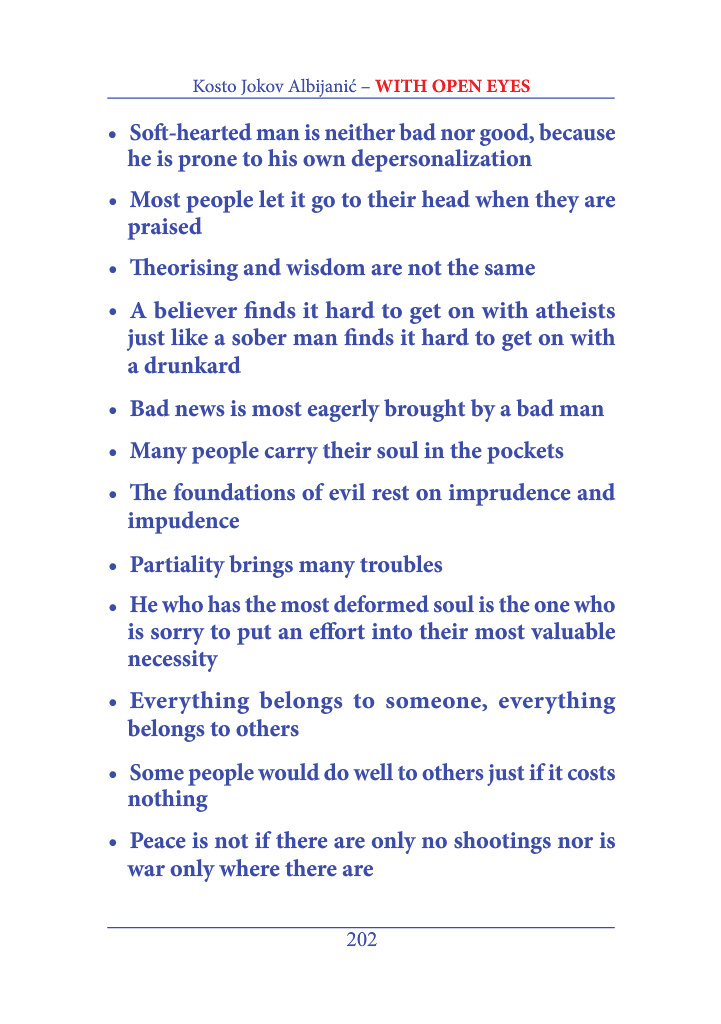 Kosto Jokov Albijanić – WITH OPEN EYES
• Soft-hearted man is neither bad nor good, because
he is prone to his own depersonalization
• Most people let it go to their head when they are
praised
• Theorising and wisdom are not the same
• A believer finds it hard to get on with atheists
just like a sober man finds it hard to get on with
a drunkard
• Bad news is most eagerly brought by a bad man
• Many people carry their soul in the pockets
• The foundations of evil rest on imprudence and
impudence
• Partiality brings many troubles
• He who has the most deformed soul is the one who
is sorry to put an effort into their most valuable
necessity
• Everything belongs to someone, everything
belongs to others
• Some people would do well to others just if it costs
nothing
• Peace is not if there are only no shootings nor is
war only where there are
202